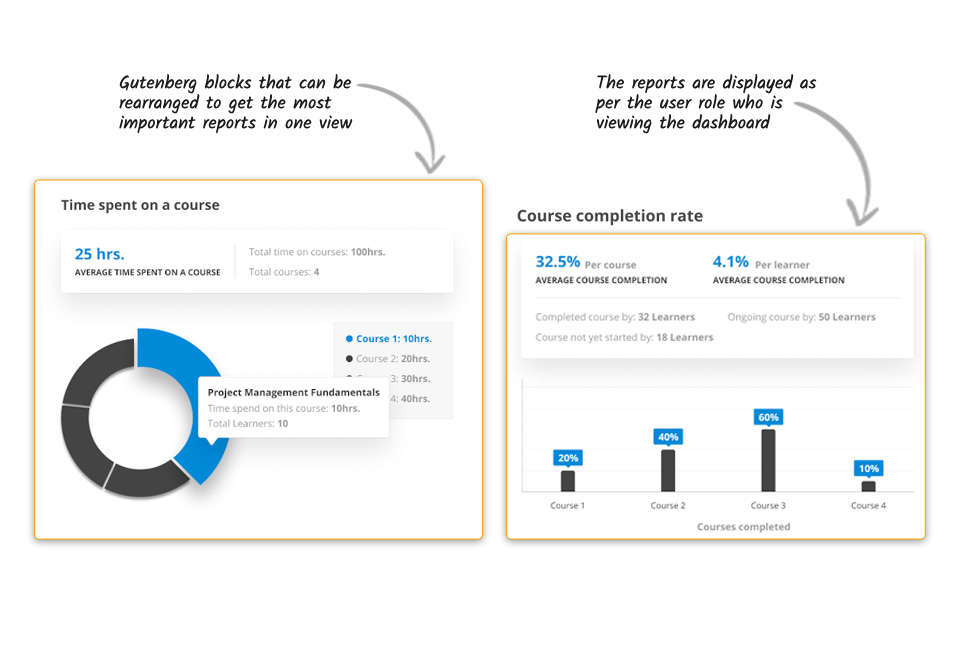 Gutenberg blocks that can be
rearranged to get the most
important reports in one view
The reports are displayed as
per the user role who is
viewing the dashboard
Time spent on a course
25 hrs.
AVERAGE TIME SPENT ON A COURSE
Total time on courses: 100hrs.
Total courses: 4
Course 1: 10hrs.
Course 2: 20hrs.
3: 30hrs.
4: 40hrs.
Project Management Fundamentals
Time spend on this course: 10hrs.
Total Learners: 10
Course completion rate
32.5% Per course
AVERAGE COURSE COMPLETION
4.1% Per learner
AVERAGE COURSE COMPLETION
Completed course by: 32 Learners
Ongoing course by: 50 Learners
Course not yet started by: 18 Learners
20%
40%
60%
10%
Course 1
Course 2
Course 3
Course 4
Courses completed